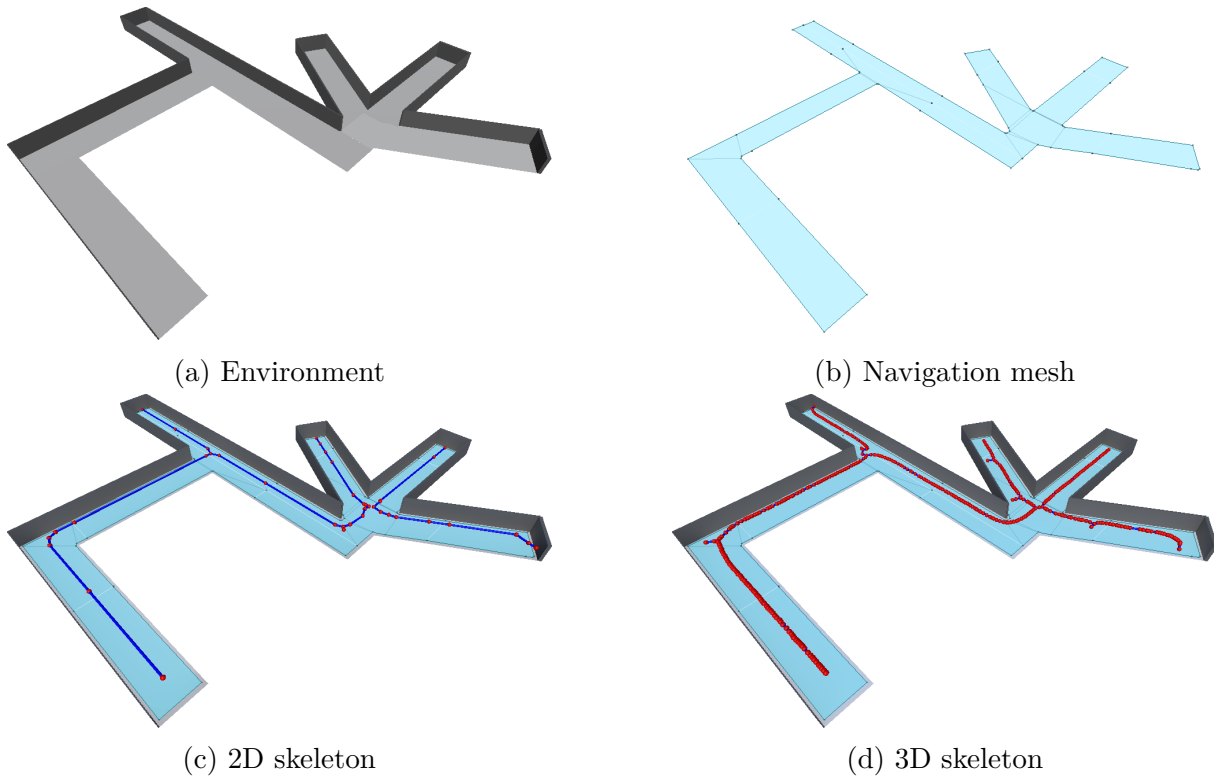 (a) Environment
(b) Navigation mesh
(c) 2D skeleton
(d) 3D skeleton